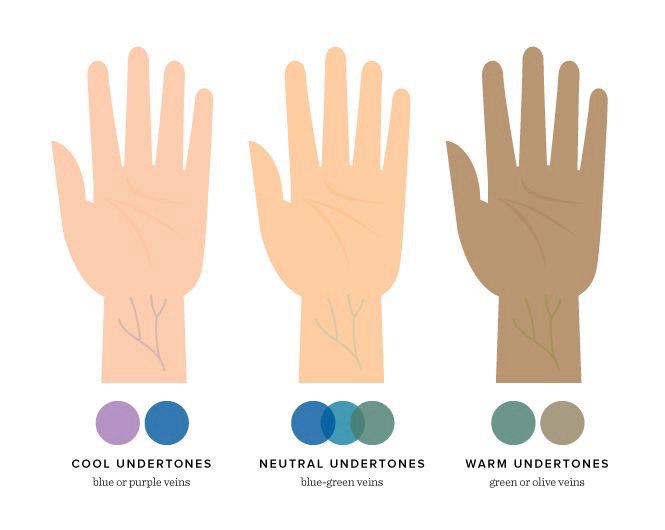 COOL UNDERTONES
blue or purple veins
NEUTRAL UNDERTONES
blue-green veins
WARM UNDERTONES
green or olive veins